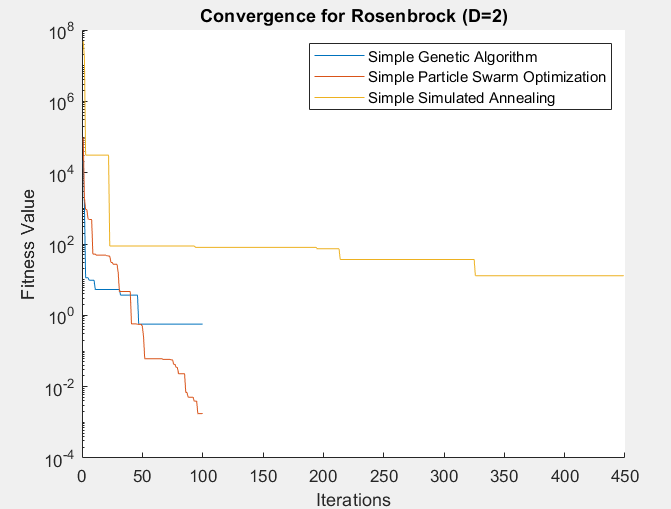 Convergence for Rosenbrock (D=2)
Simple Genetic Algorithm
Simple Particle Swarm Optimization
Simple Simulated Annealing
Fitness Value
10^8
10^6
10^4
10^2
10^0
10^-2
10^-4
0 50 100 150 200 250 300 350 400 450
Iterations